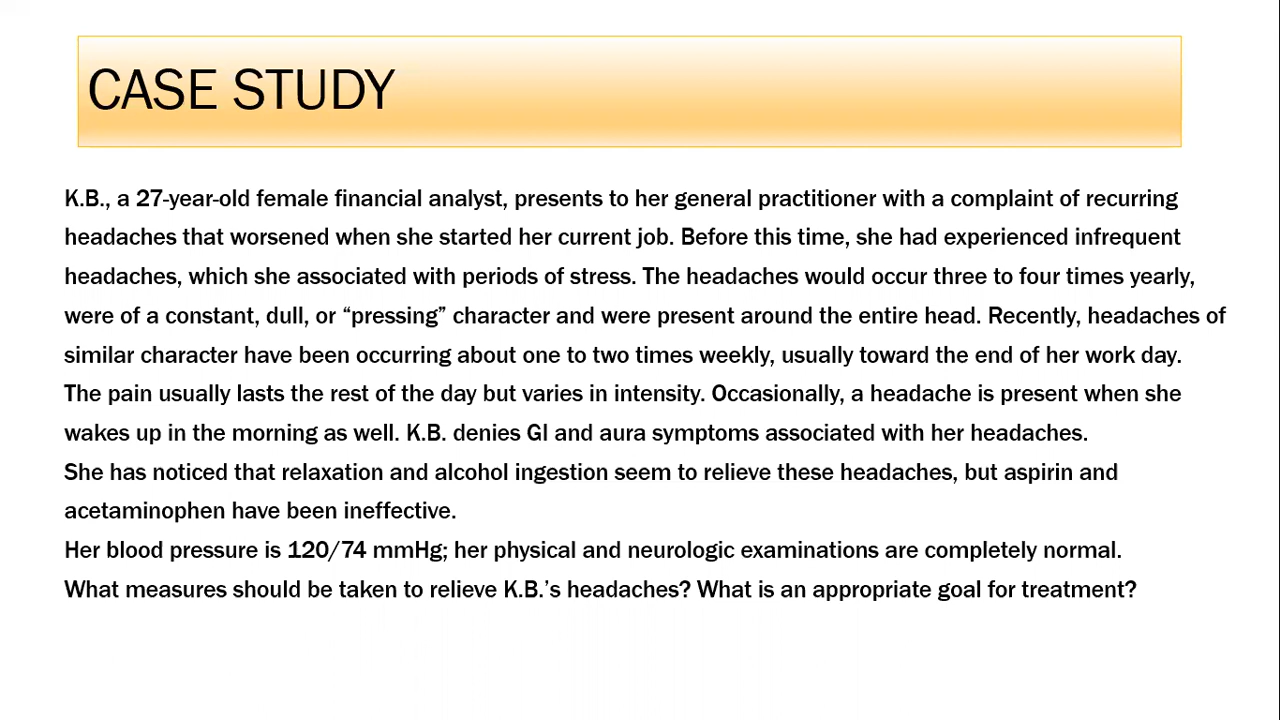 CASE STUDY
K.B., a 27-year-old female financial analyst, presents to her general practitioner with a complaint of recurring
headaches that worsened when she started her current job. Before this time, she had experienced infrequent
headaches, which she associated with periods of stress. The headaches would occur three to four times yearly,
were of a constant, dull, or “pressing” character and were present around the entire head. Recently, headaches of
similar character have been occurring about one to two times weekly, usually toward the end of her work day.
The pain usually lasts the rest of the day but varies in intensity. Occasionally, a headache is present when she
wakes up in the morning as well. K.B. denies GI and aura symptoms associated with her headaches.
She has noticed that relaxation and alcohol ingestion seem to relieve these headaches, but aspirin and
acetaminophen have been ineffective.
Her blood pressure is 120/74 mmHg; her physical and neurologic examinations are completely normal.
What measures should be taken to relieve K.B.’s headaches? What is an appropriate goal for treatment?